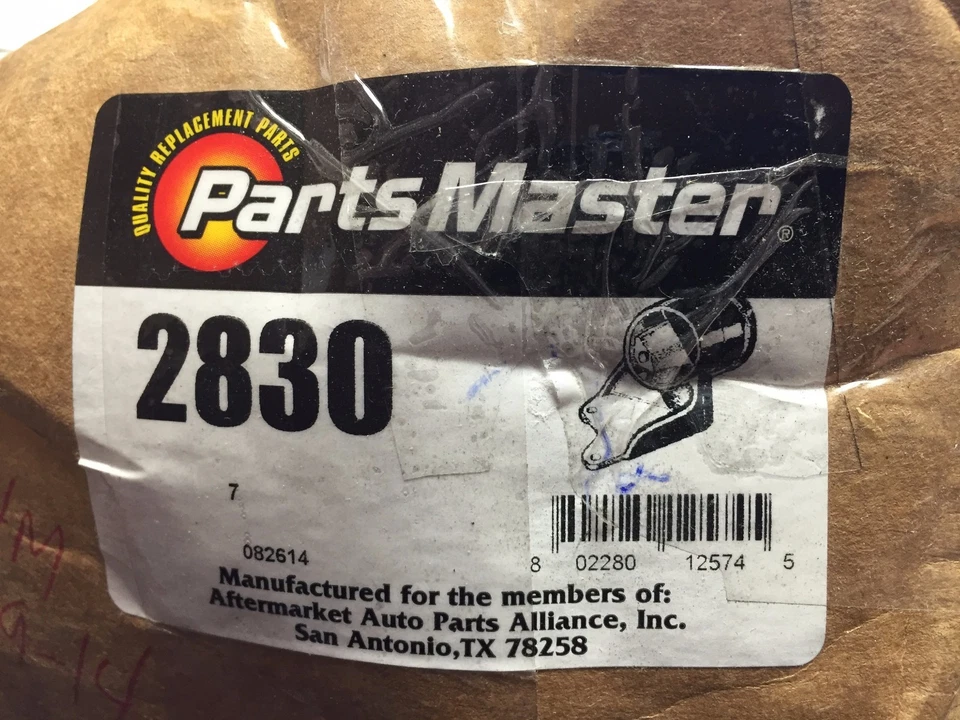 QUALITY REPLACEMENT PARTS
PartsMaster®
2830
7
082614
8 02280 12574 5
Manufactured for the members of:
Aftermarket Auto Parts Alliance, Inc.
San Antonio,TX 78258